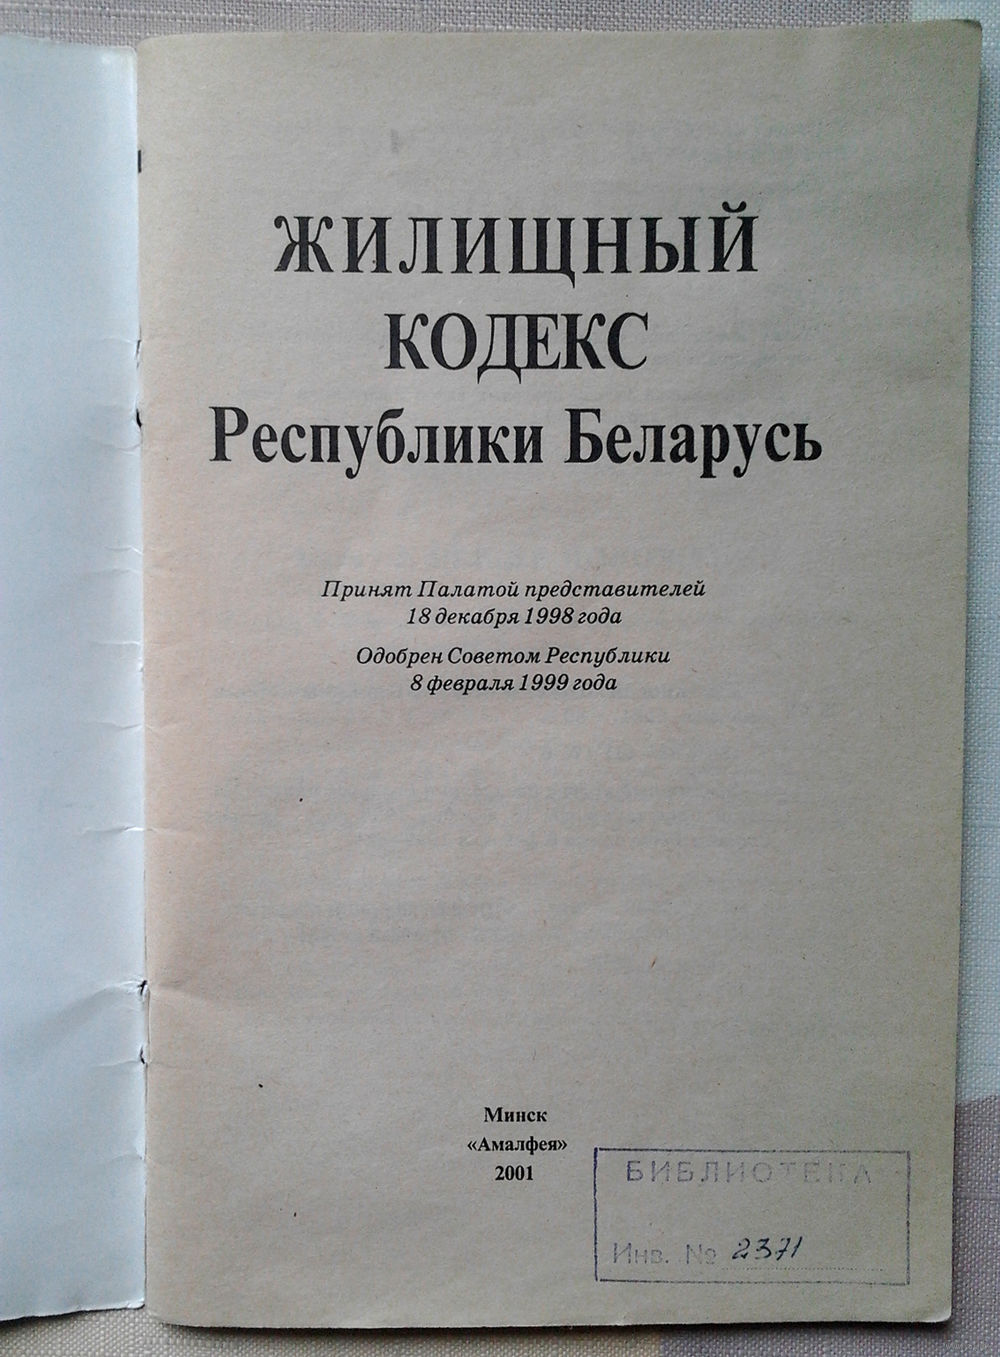 ЖИЛИЩНЫЙ
КОДЕКС
Республики Беларусь
Принят Палатой представителей
18 декабря 1998 года
Одобрен Советом Республики
8 февраля 1999 года
Минск
«Амалфея»
2001
БИБЛИОТЕКА
Инв. № 2371